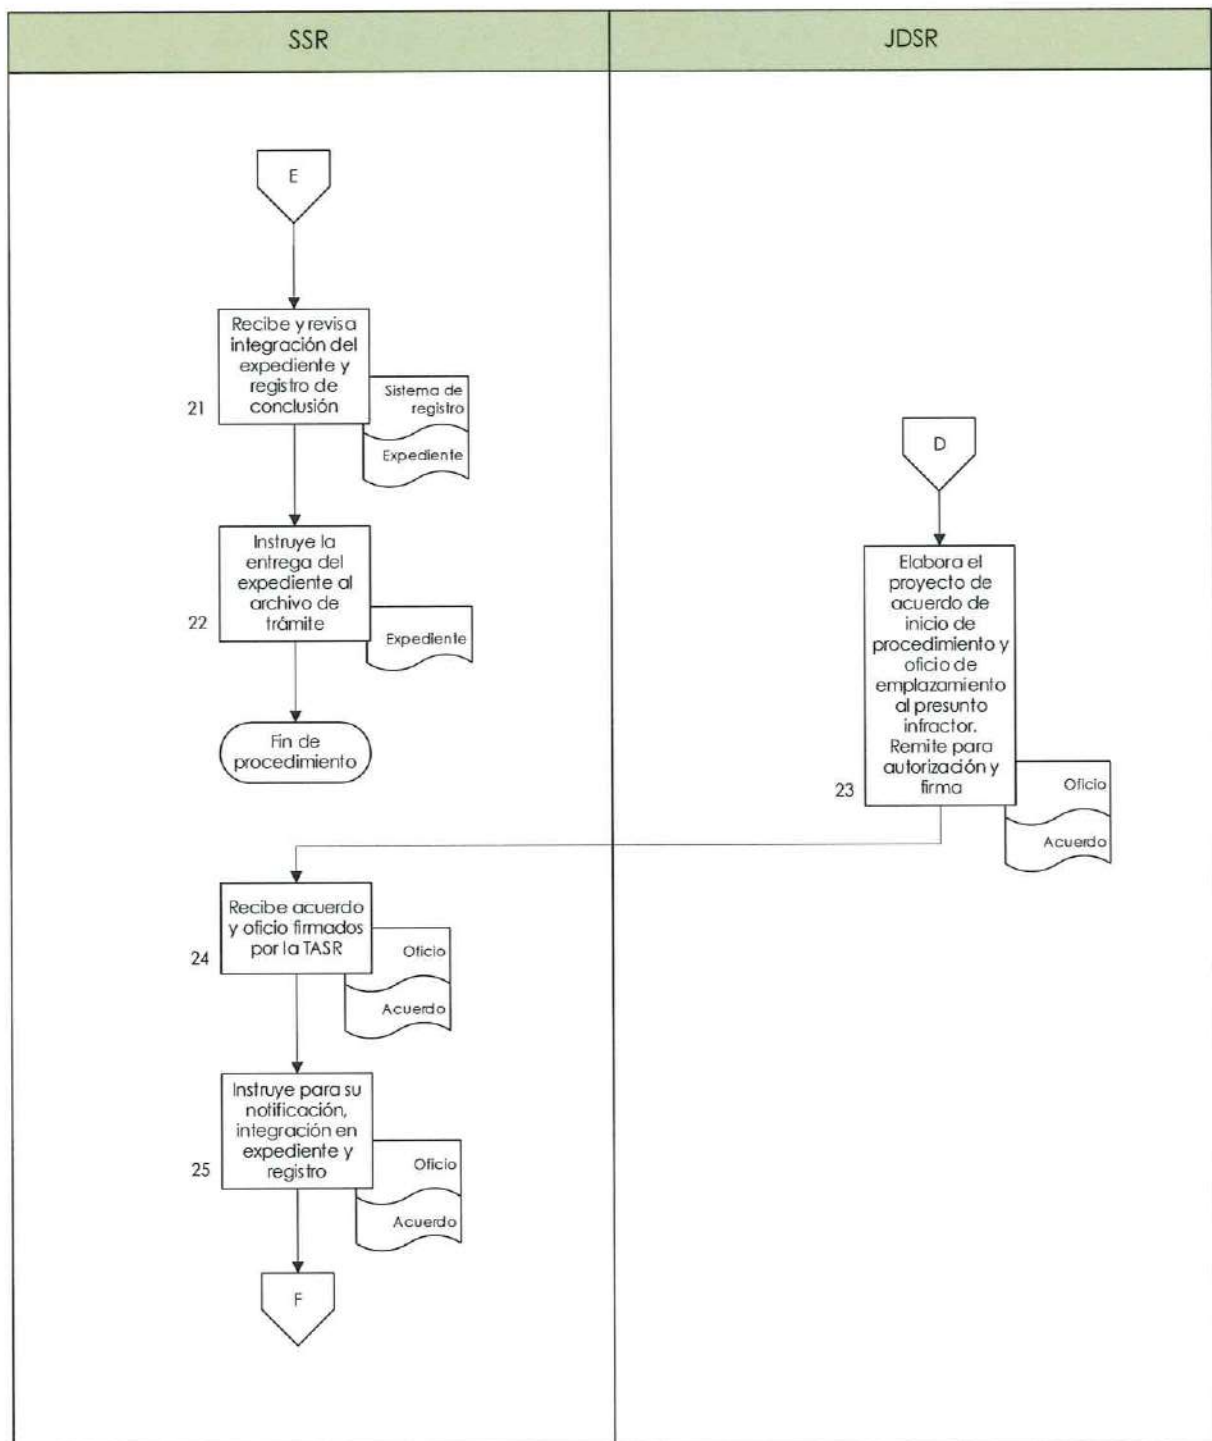 SSR
JDSR
E
Recibe y revisa
integración del
expediente y
registro de
conclusión
21
Sistema de
registro
Expediente
Instruye la
entrega del
expediente al
archivo de
trámite
22
Expediente
Fin de
procedimiento
D
Elabora el
proyecto de
acuerdo de
inicio de
procedimiento y
oficio de
emplazamiento
al presunto
infractor.
Remite para
autorización y
firma
23
Oficio
Acuerdo
Recibe acuerdo
y oficio firmados
por la TASR
24
Oficio
Acuerdo
Instruye para su
notificación,
integración en
expediente y
registro
25
Oficio
Acuerdo
F